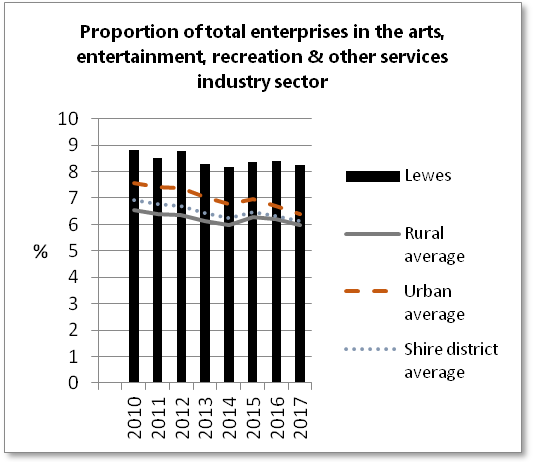 Proportion of total enterprises in the arts,
entertainment, recreation & other services
industry sector
10
9
8
7
6
5
4
3
2
1
0
%
2010
2011
2012
2013
2014
2015
2016
2017
Lewes
Rural
average
Urban
average
Shire district
average